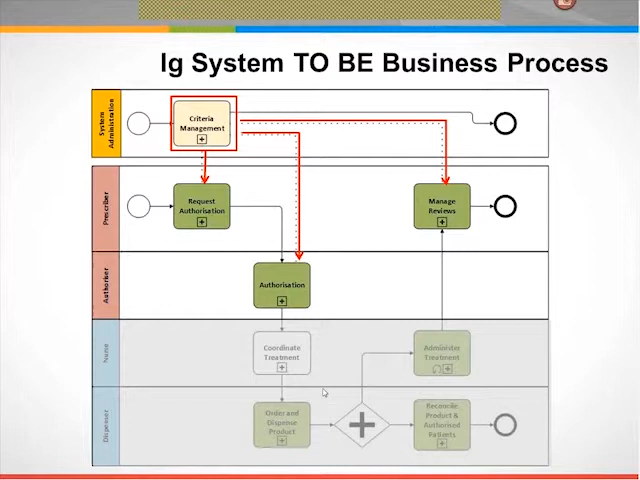 Ig System TO BE Business Process
System
Administration
Criteria
Management
Prescriber
Request
Authorisation
Manage
Reviews
Authoriser
Authorisation
Nurse
Coordinate
Treatment
Administer
Treatment
Dispenser
Order and
Dispense
Product
Reconcile
Product &
Authorised
Patients